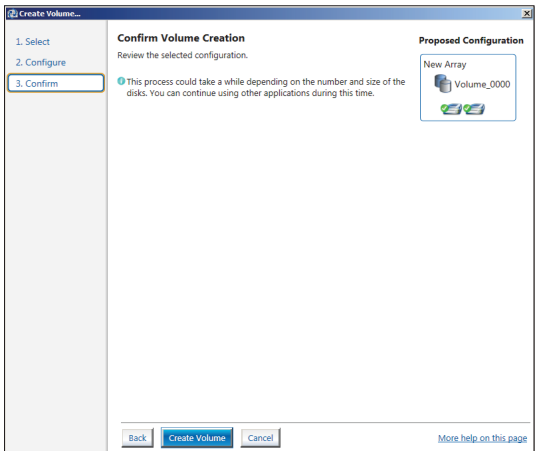 Create Volume...
1. Select
2. Configure
3. Confirm
Confirm Volume Creation
Review the selected configuration.
This process could take a while depending on the number and size of the
disks. You can continue using other applications during this time.
Proposed Configuration
New Array
Volume_0000
Back
Create Volume
Cancel
More help on this page